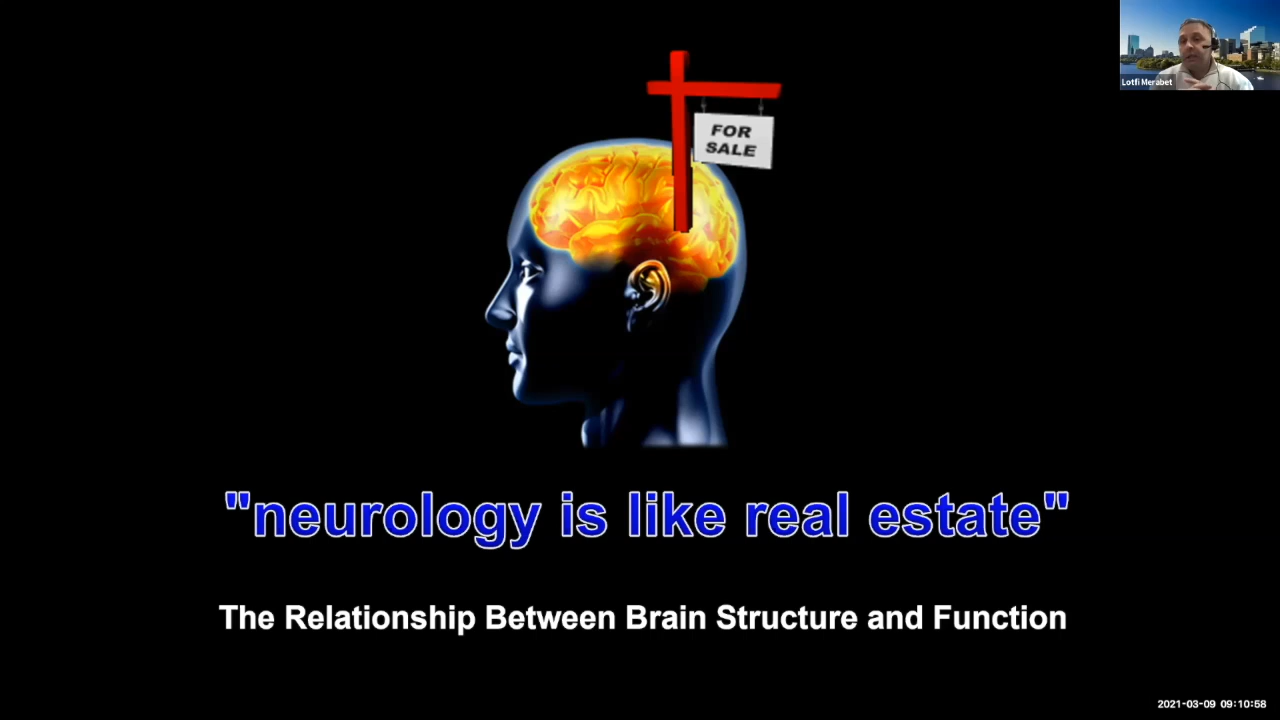 Lotfi Merabet
FOR
SALE
"neurology is like real estate"
The Relationship Between Brain Structure and Function
2021-03-09 09:10:58